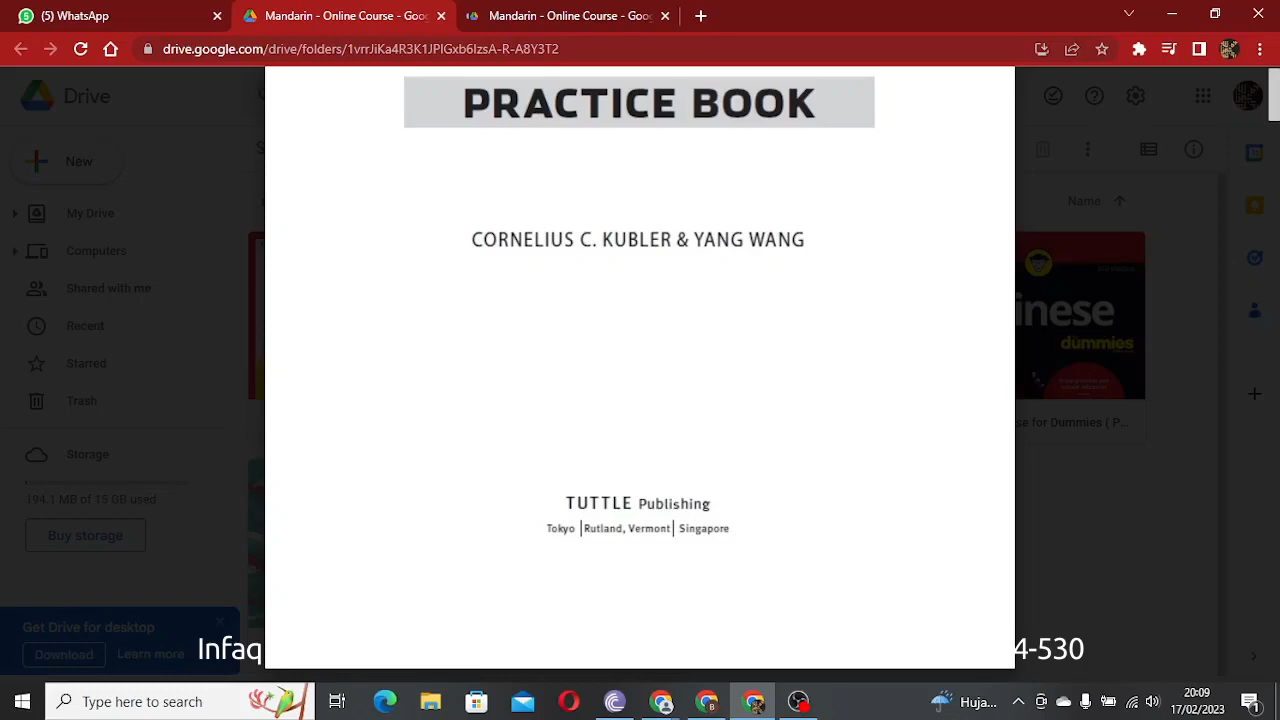 (5) WhatsApp
Mandarin - Online Course - Goo
Mandarin - Online Course - Goo
drive.google.com/drive/folders/1vrrJiKa4R3K1JPIGxb6IzsA-R-A8Y3T2
Drive
PRACTICE BOOK
New
My Drive
Name
Computers
CORNELIUS C. KUBLER & YANG WANG
Shared with me
Recent
inese
dummies
Starred
Trash
se for Dummies ( P...
Storage
194.1 MB of 15 GB used
TUTTLE Publishing
Tokyo | Rutland, Vermont | Singapore
Buy storage
Get Drive for desktop
Download
Learn more
Infaq
4-530
Type here to search
Huja...
20:09
17/02/2023
1